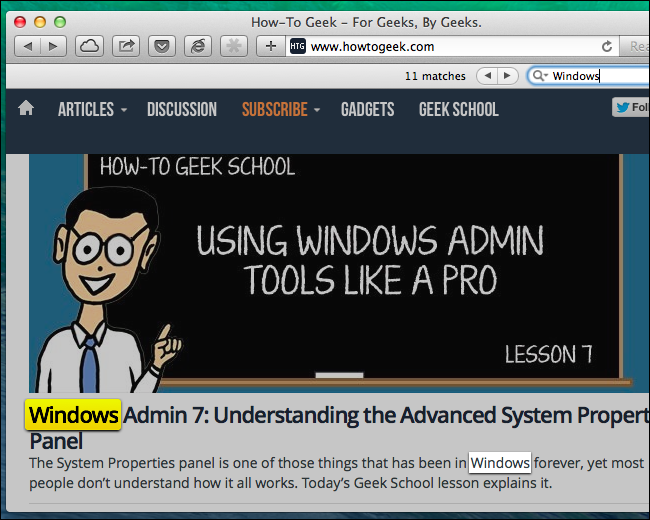 How-To Geek - For Geeks, By Geeks.
HTG www.howtogeek.com Rea
11 matches Windows
ARTICLES DISCUSSION SUBSCRIBE GADGETS GEEK SCHOOL Foll
HOW-TO GEEK SCHOOL
USING WINDOWS ADMIN
TOOLS LIKE A PRO
LESSON 7
Windows Admin 7: Understanding the Advanced System Propert
Panel
The System Properties panel is one of those things that has been in Windows forever, yet most
people don’t understand how it all works. Today’s Geek School lesson explains it.